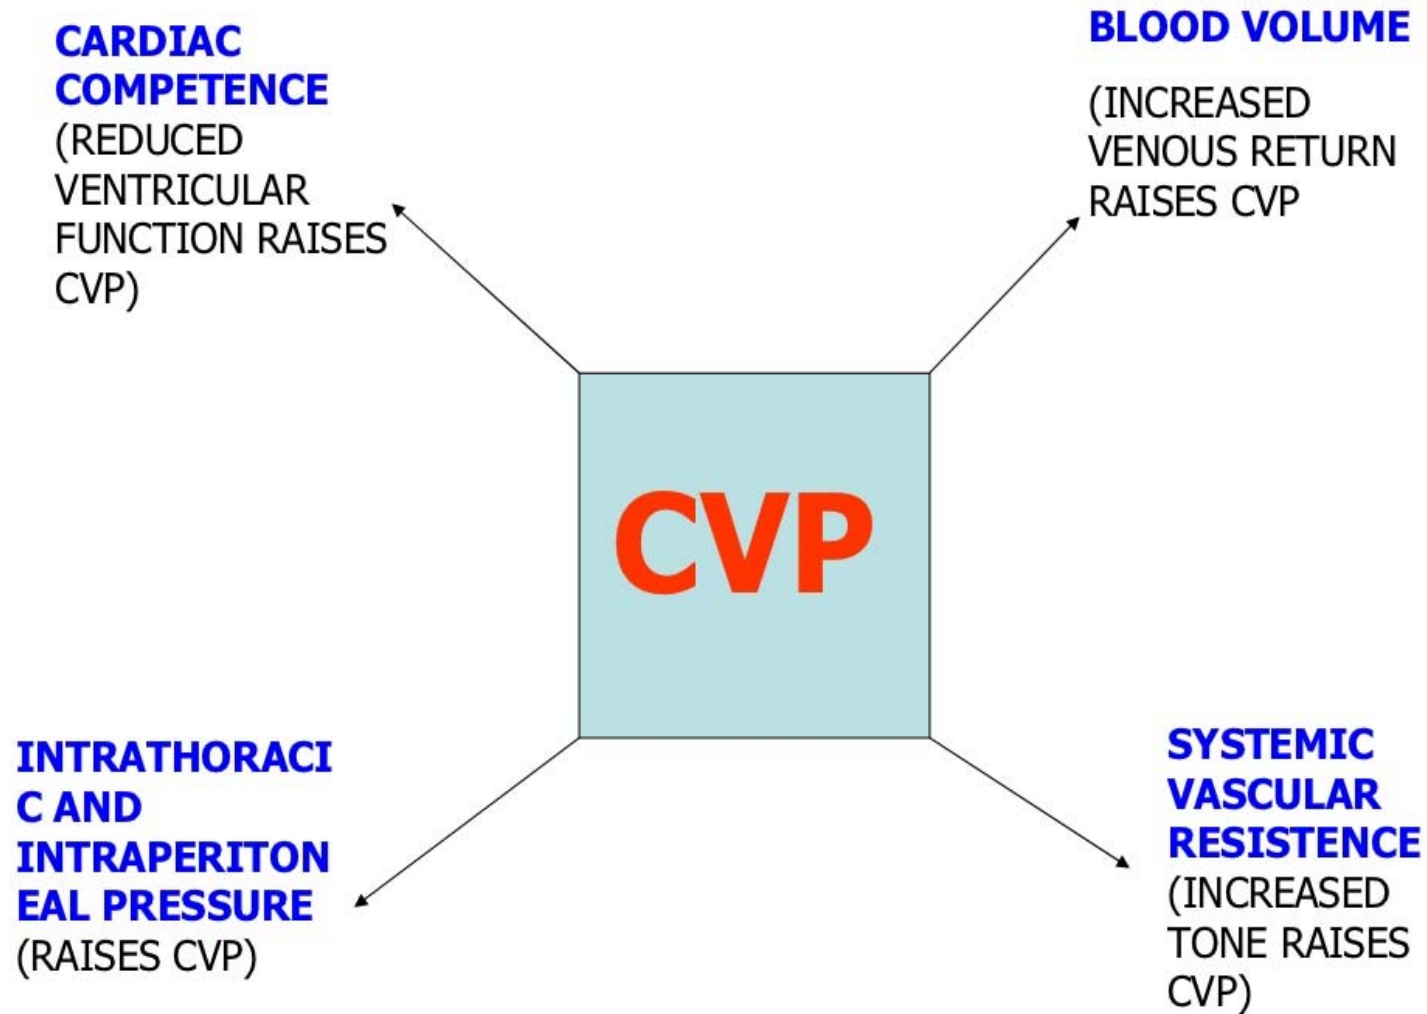 CARDIAC
COMPETENCE
(REDUCED
VENTRICULAR
FUNCTION RAISES
CVP)
BLOOD VOLUME
(INCREASED
VENOUS RETURN
RAISES CVP
CVP
INTRATHORACI
C AND
INTRAPERITON
EAL PRESSURE
(RAISES CVP)
SYSTEMIC
VASCULAR
RESISTENCE
(INCREASED
TONE RAISES
CVP)